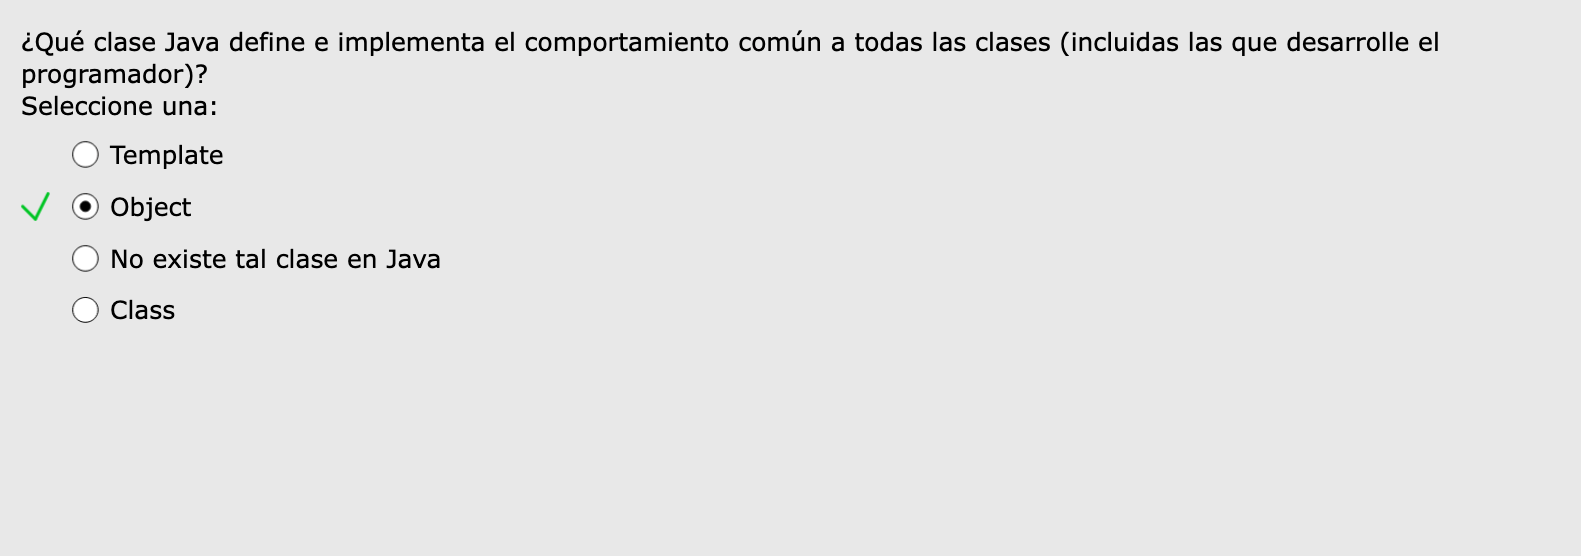 ¿Qué clase Java define e implementa el comportamiento común a todas las clases (incluidas las que desarrolle el
programador)?
Seleccione una:
Template
Object
No existe tal clase en Java
Class